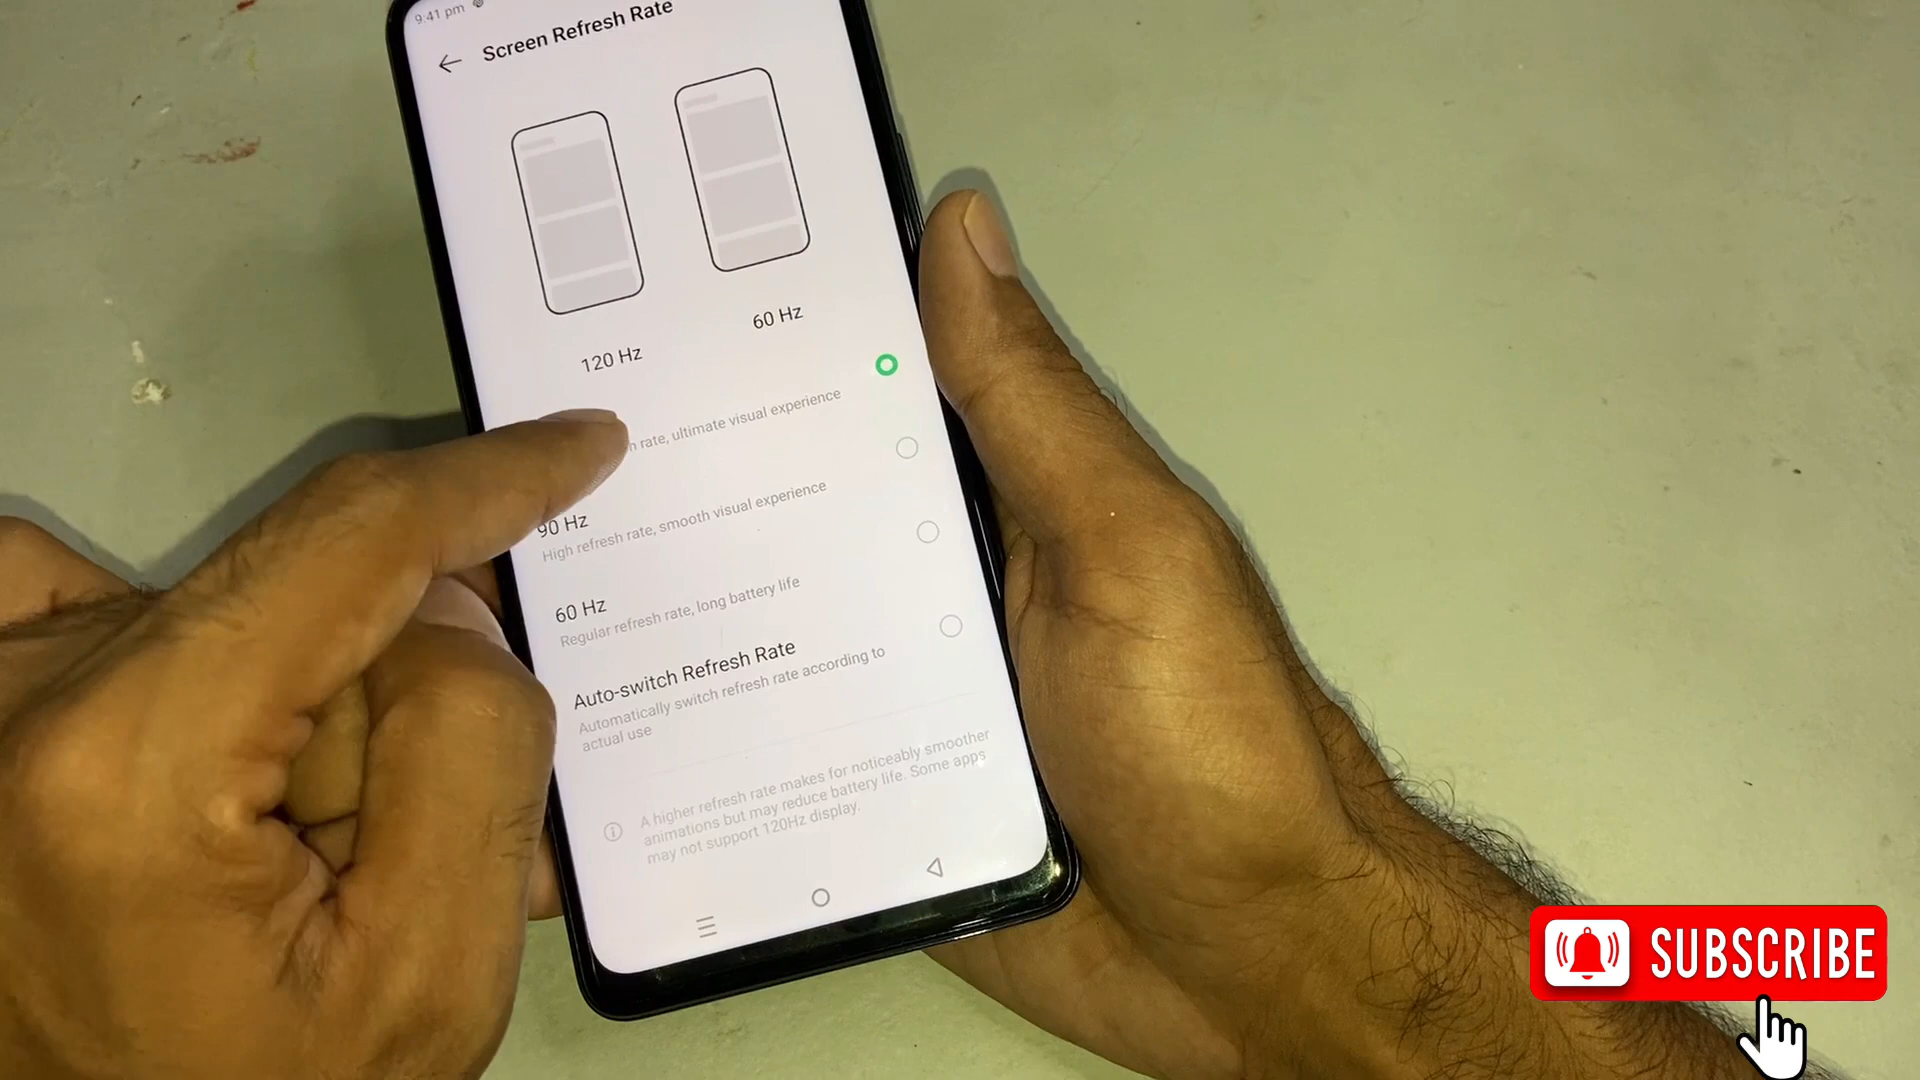 9:41 pm
Screen Refresh Rate
120 Hz
60 Hz
rate, ultimate visual experience
90 Hz
High refresh rate, smooth visual experience
60 Hz
Regular refresh rate, long battery life
Auto-switch Refresh Rate
Automatically switch refresh rate according to
actual use
A higher refresh rate makes for noticeably smoother
animations but may reduce battery life. Some apps
may not support 120Hz display.
SUBSCRIBE